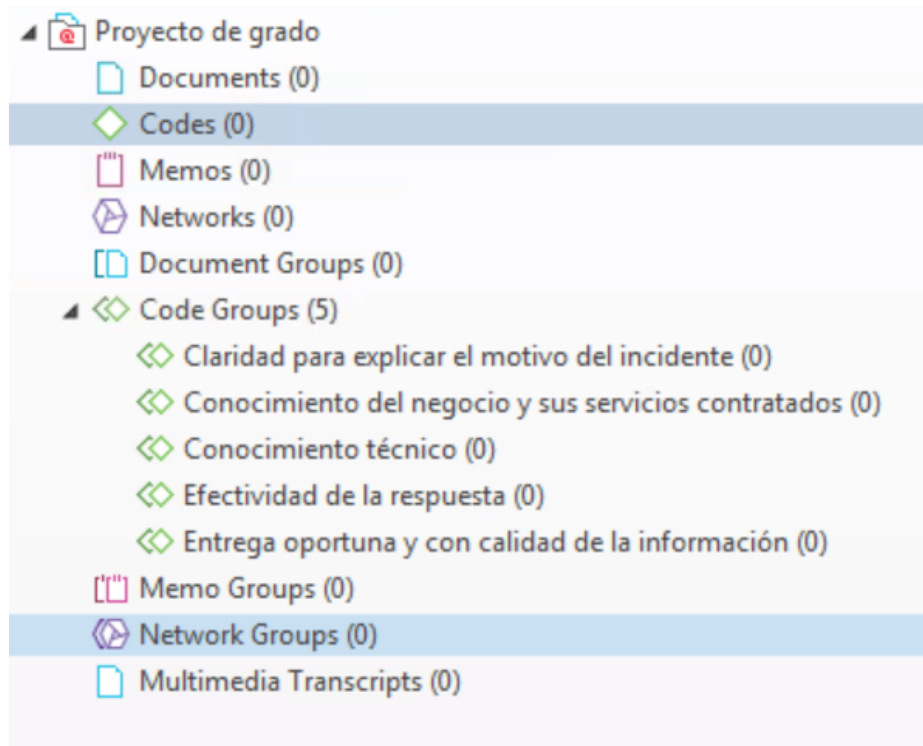 Proyecto de grado
Documents (0)
Codes (0)
Memos (0)
Networks (0)
Document Groups (0)
Code Groups (5)
Claridad para explicar el motivo del incidente (0)
Conocimiento del negocio y sus servicios contratados (0)
Conocimiento técnico (0)
Efectividad de la respuesta (0)
Entrega oportuna y con calidad de la información (0)
Memo Groups (0)
Network Groups (0)
Multimedia Transcripts (0)